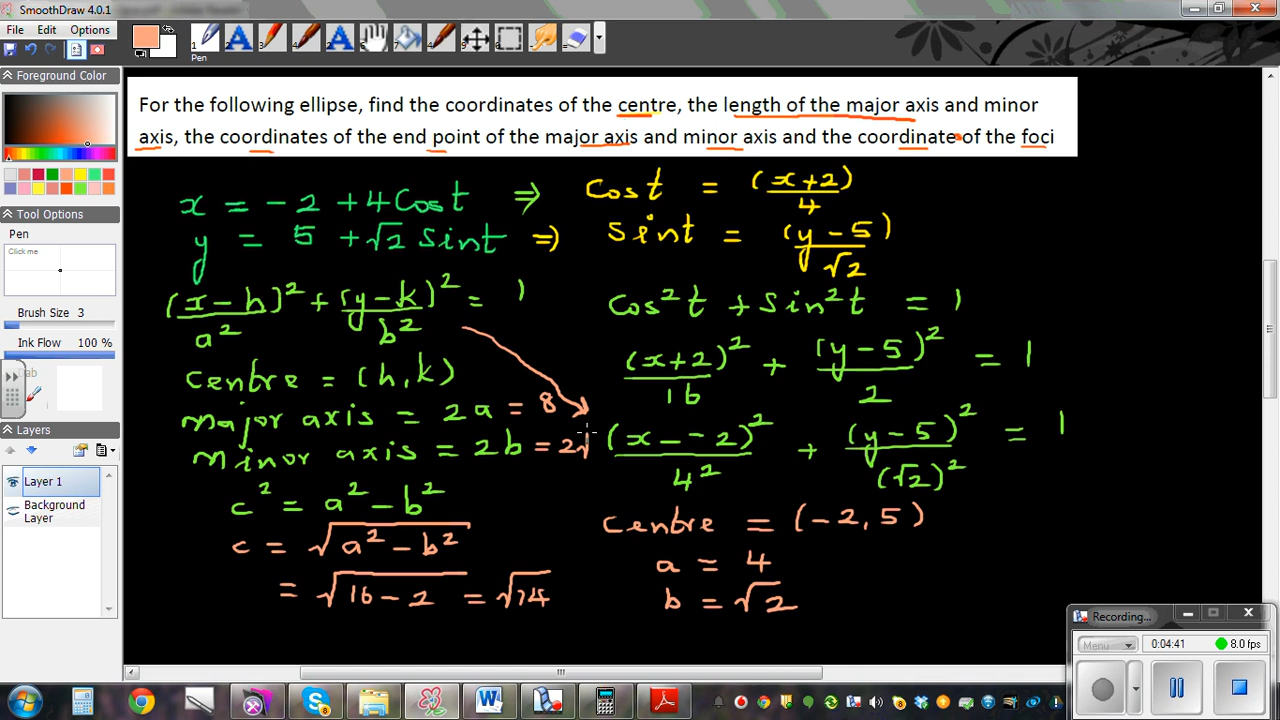 SmoothDraw 4.0.1
File Edit Options
Pen
Foreground Color
Tool Options
Pen
Click me
Brush Size 3
Ink Flow 100 %
Layers
Layer 1
Background Layer
For the following ellipse, find the coordinates of the centre, the length of the major axis and minor
axis, the coordinates of the end point of the major axis and minor axis and the coordinate of the foci
x = -2 + 4Cost ⇒ Cost = (x+2)/4
y = 5 + √2 Sint ⇒ Sint = (y-5)/√2
(x-h)²/a² + (y-k)²/b² = 1
Cos²t + Sin²t = 1
Centre = (h,k)
(x+2)²/16 + (y-5)²/2 = 1
Major axis = 2a = 8
Minor axis = 2b = 2√
(x--2)²/4² + (y-5)²/(√2)² = 1
c² = a² - b²
c = √a² - b²
= √16-2 = √14
Centre = (-2,5)
a = 4
b = √2
Recording...
Menu
0:04:41
8.0 fps